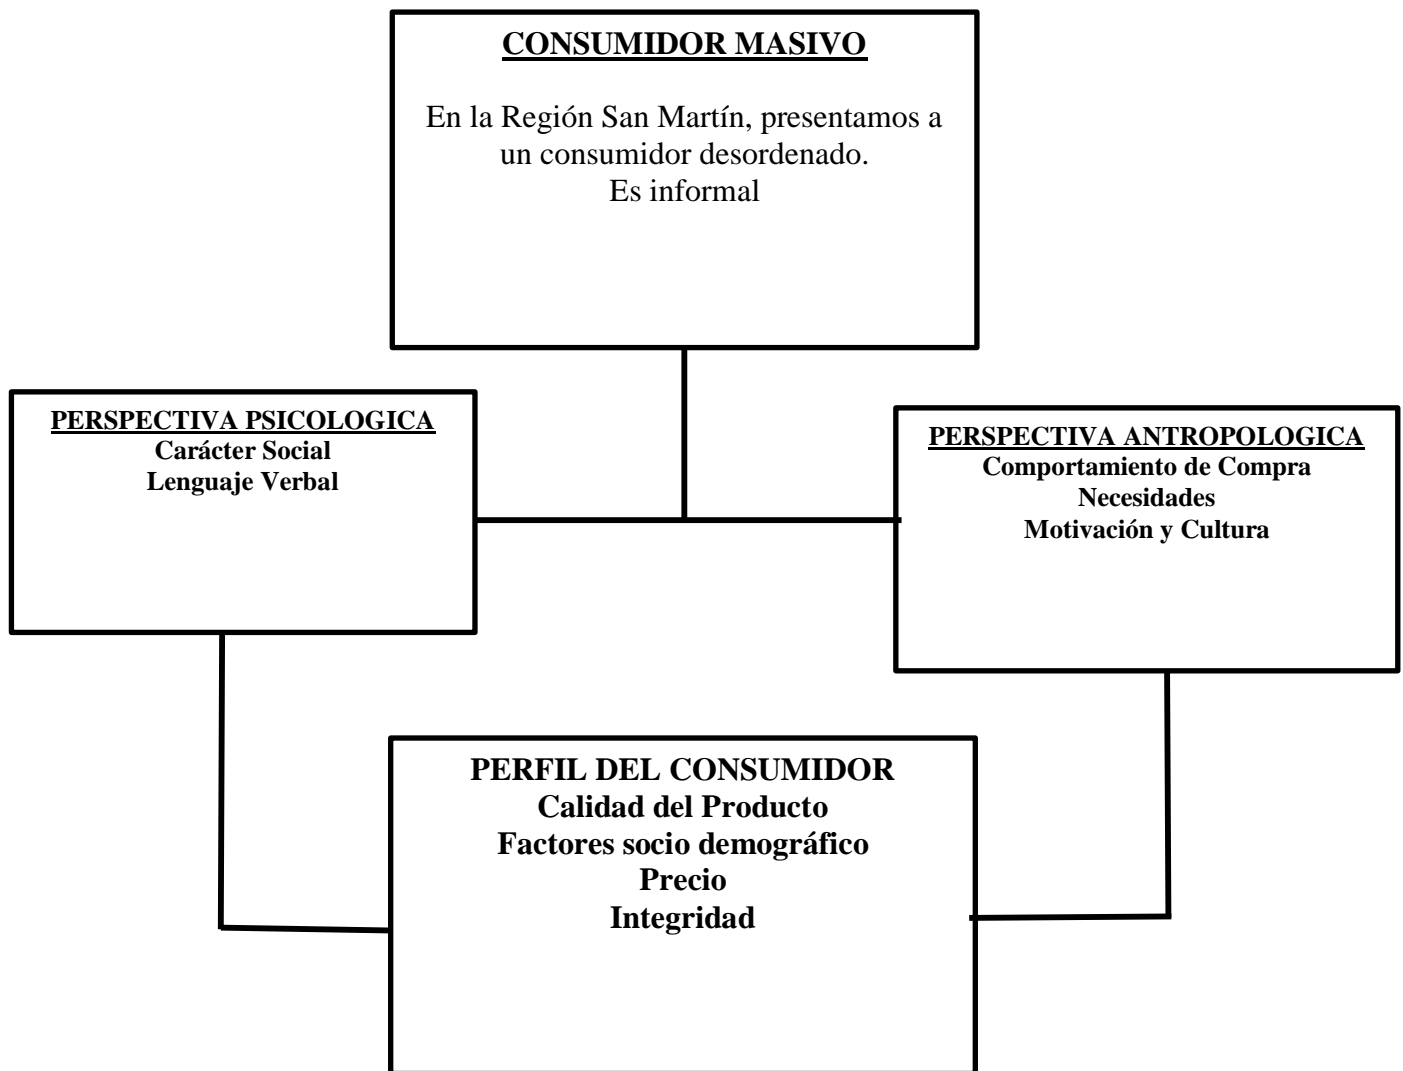 CONSUMIDOR MASIVO
En la Región San Martín, presentamos a
un consumidor desordenado.
Es informal
PERSPECTIVA PSICOLOGICA
Carácter Social
Lenguaje Verbal
PERSPECTIVA ANTROPOLOGICA
Comportamiento de Compra
Necesidades
Motivación y Cultura
PERFIL DEL CONSUMIDOR
Calidad del Producto
Factores socio demográfico
Precio
Integridad